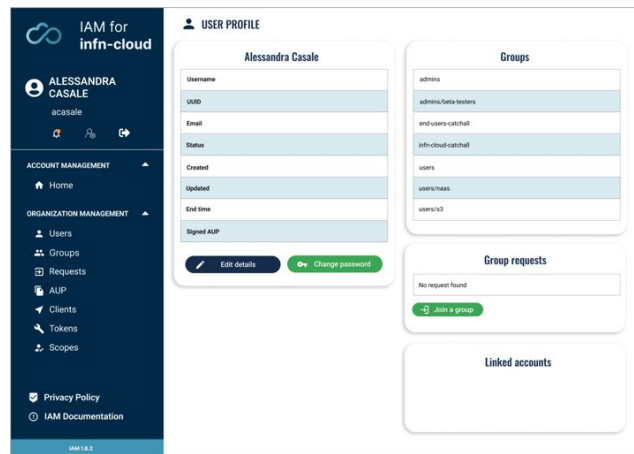 IAM for
infn-cloud
ALESSANDRA
CASALE
acasale
ACCOUNT MANAGEMENT
Home
ORGANIZATION MANAGEMENT
Users
Groups
Requests
AUP
Clients
Tokens
Scopes
Privacy Policy
IAM Documentation
IAM 1.8.2
USER PROFILE
Alessandra Casale
Username
UUID
Email
Status
Created
Updated
End time
Signed AUP
Edit details
Change password
Groups
admins
admins/beta-testers
end-users-catchall
infn-cloud-catchall
users
users/naas
users/s3
Group requests
No request found
Join a group
Linked accounts